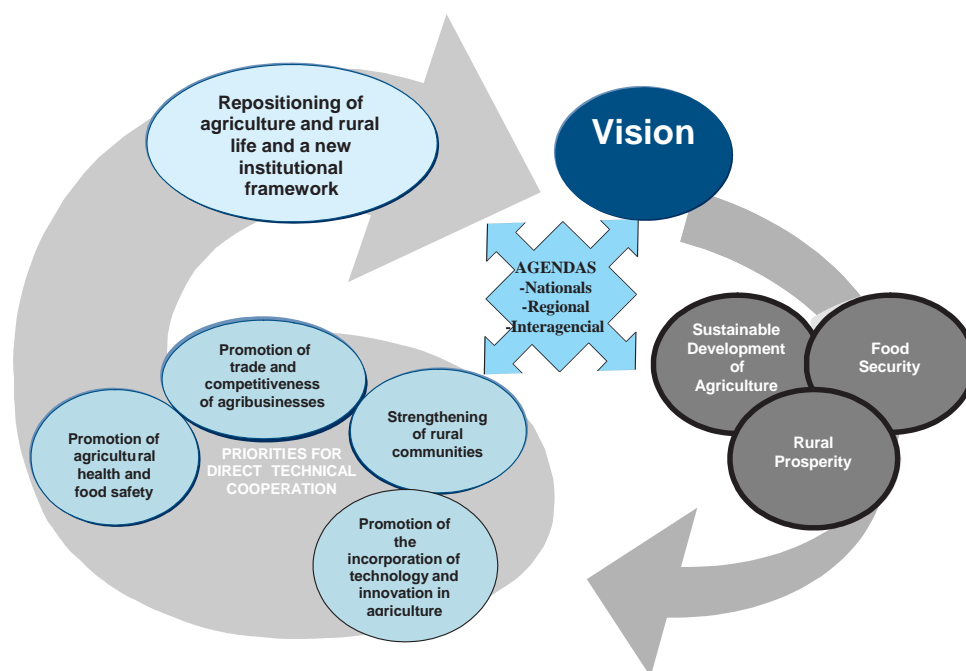 Repositioning of
agriculture and rural
life and a new
institutional
framework
Vision
AGENDAS
-Nationals
-Regional
-Interagencial
Sustainable
Development
of
Agriculture
Food
Security
Rural
Prosperity
Promotion of
trade and
competitiveness
of agribusinesses
Strengthening
of rural
communities
Promotion of
agricultural
health and
food safety
PRIORITIES FOR
DIRECT TECHNICAL
COOPERATION
Promotion of
the
incorporation of
technology and
innovation in
agriculture